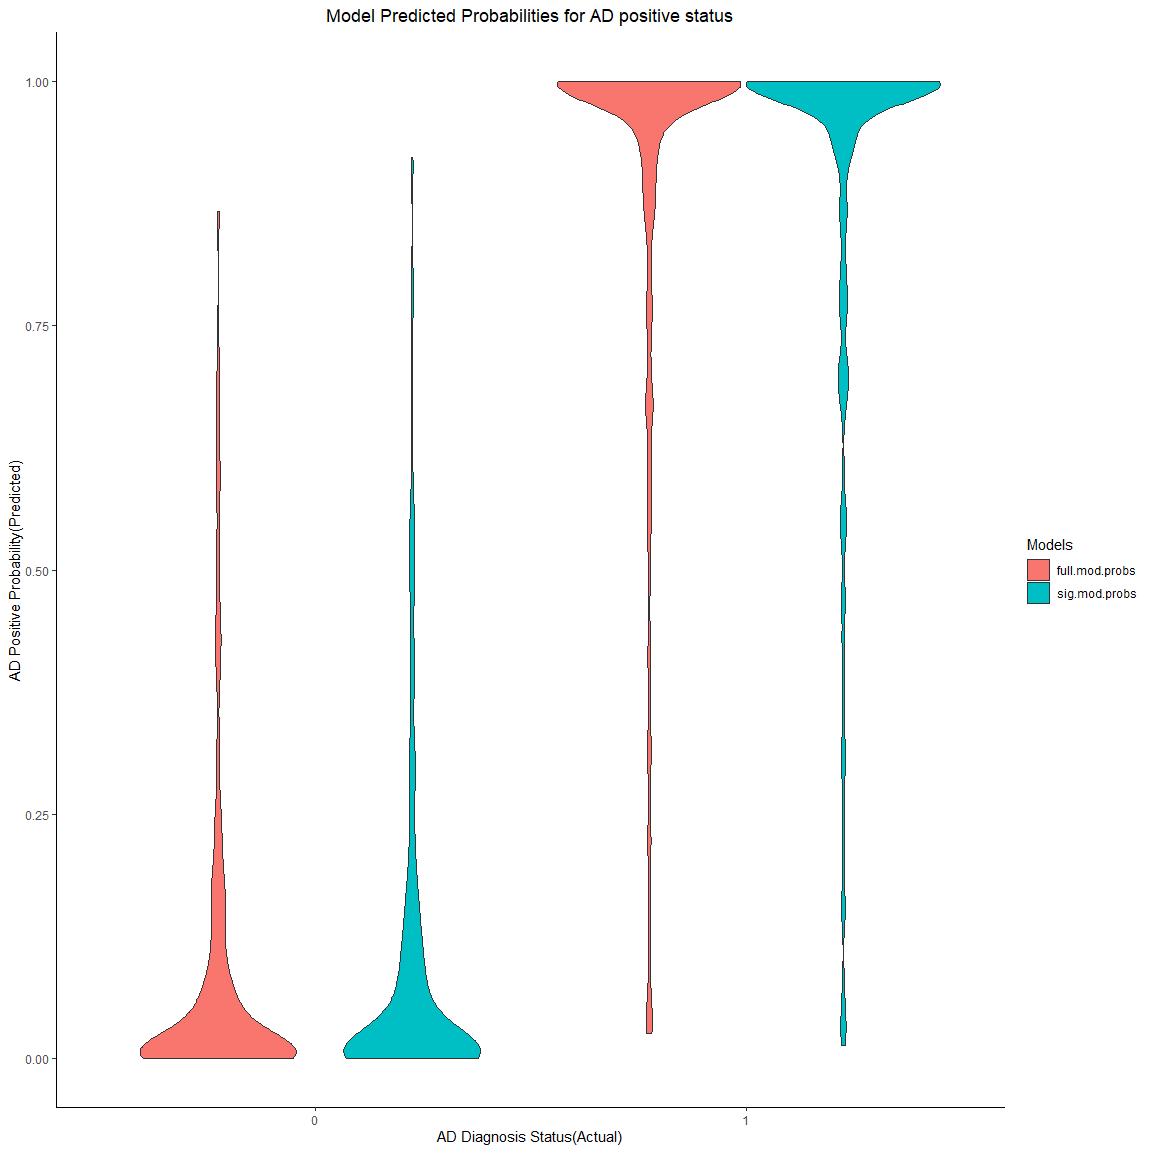 Model Predicted Probabilities for AD positive status
1.00
0.75
0.50
0.25
0.00
AD Positive Probability(Predicted)
0
1
AD Diagnosis Status(Actual)
Models
full.mod.probs
sig.mod.probs